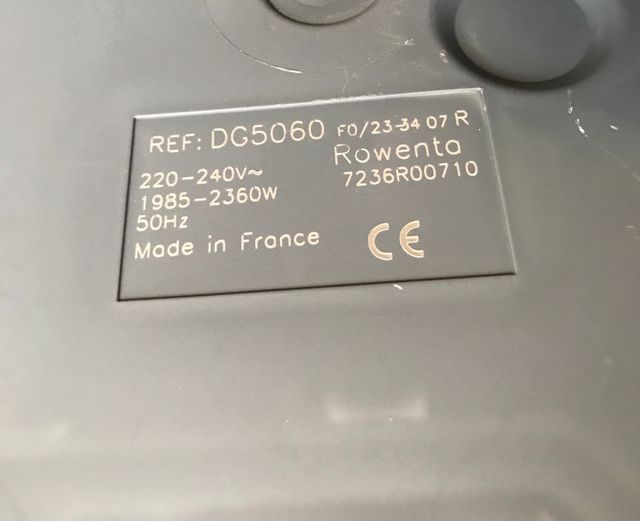 REF: DG5060 F0/23-34 07 R
Rowenta
220-240V~ 7236R00710
1985-2360W
50Hz
Made in France CE